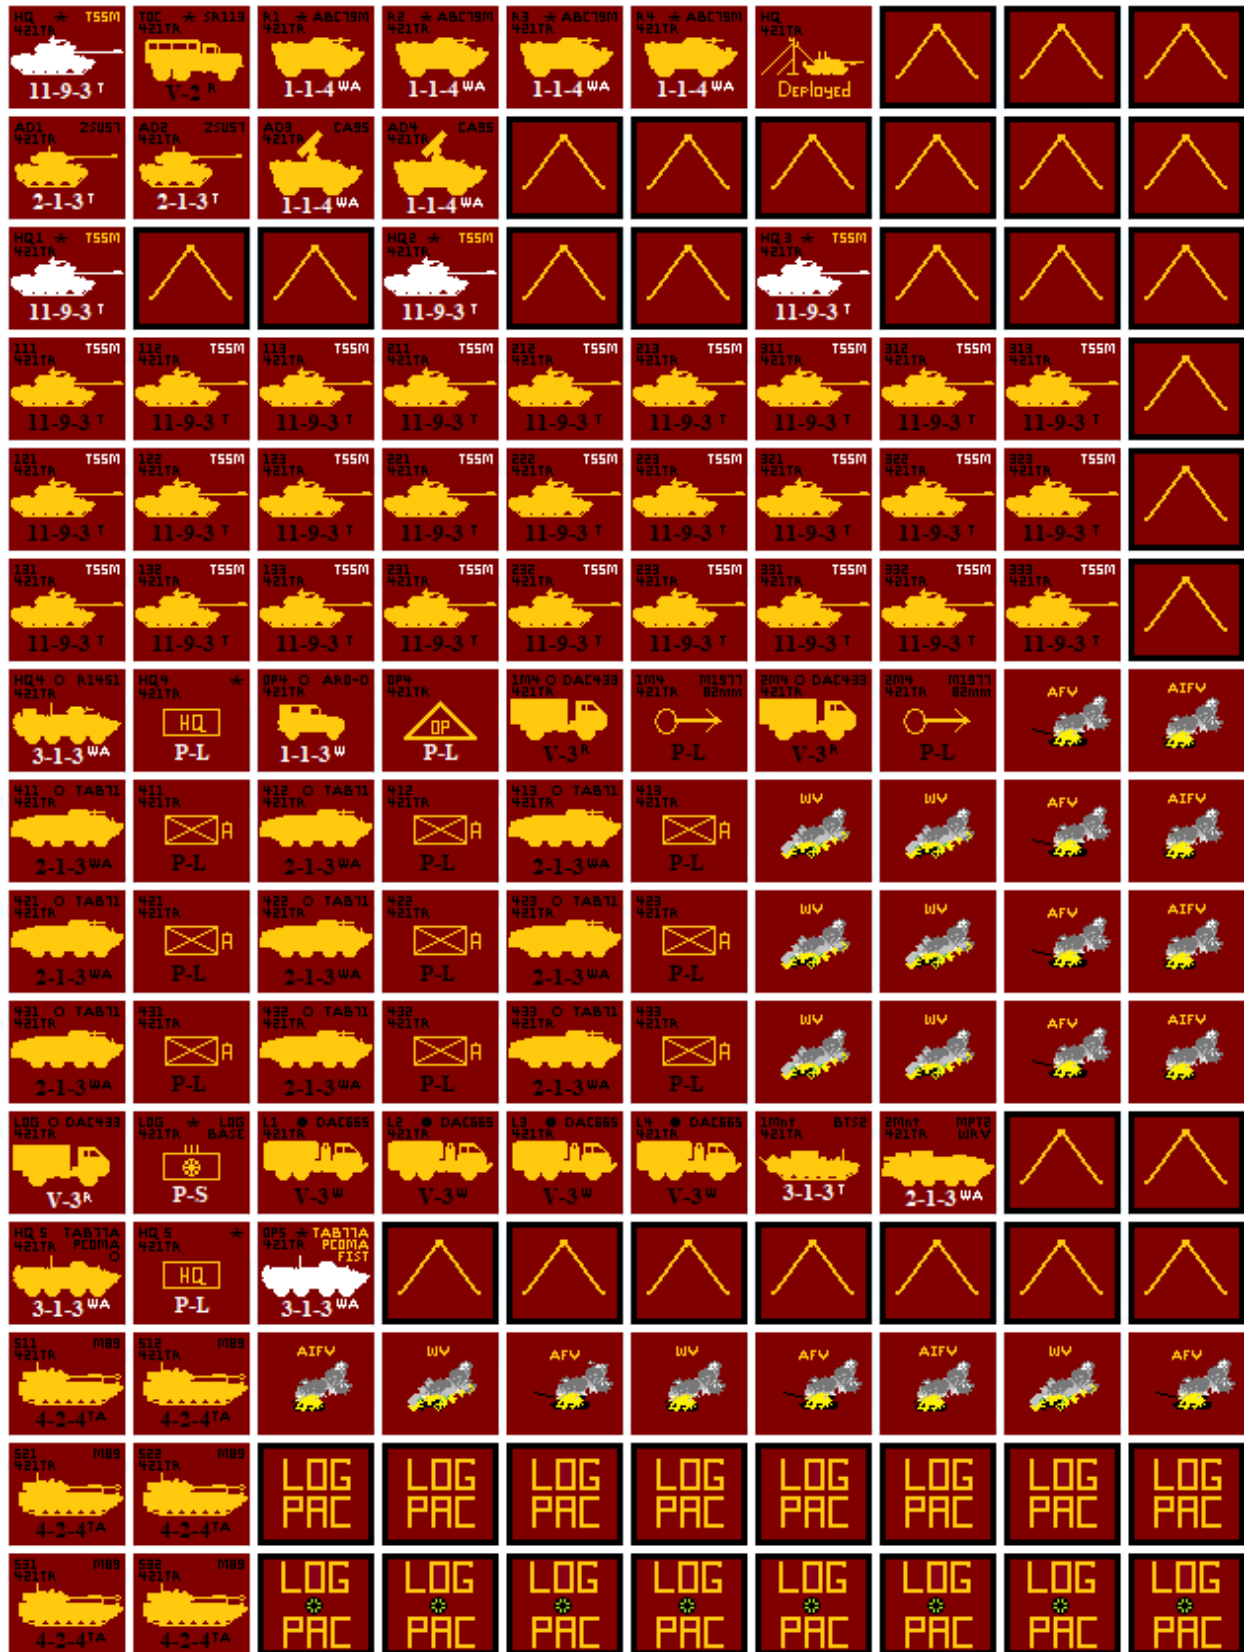 HQ * T55M TOC * SR113 R1 * ABC79M R2 * ABC79M R3 * ABC79M R4 * ABC79M HQ
421TR 421TR 421TR 421TR 421TR 421TR 421TR
11-9-3 T V-2 R 1-1-4 WA 1-1-4 WA 1-1-4 WA 1-1-4 WA Deployed
AD1 ZSU57 AD2 ZSU57 AD3 CA95 AD4 CA95
421TR 421TR 421TR 421TR
2-1-3 T 2-1-3 T 1-1-4 WA 1-1-4 WA
HQ1 * T55M HQ2 * T55M HQ3 * T55M
421TR 421TR 421TR
11-9-3 T 11-9-3 T 11-9-3 T
111 T55M 112 T55M 113 T55M 211 T55M 212 T55M 213 T55M 311 T55M 312 T55M 313 T55M
421TR 421TR 421TR 421TR 421TR 421TR 421TR 421TR 421TR
11-9-3 T 11-9-3 T 11-9-3 T 11-9-3 T 11-9-3 T 11-9-3 T 11-9-3 T 11-9-3 T 11-9-3 T
121 T55M 122 T55M 123 T55M 221 T55M 222 T55M 223 T55M 321 T55M 322 T55M 323 T55M
421TR 421TR 421TR 421TR 421TR 421TR 421TR 421TR 421TR
11-9-3 T 11-9-3 T 11-9-3 T 11-9-3 T 11-9-3 T 11-9-3 T 11-9-3 T 11-9-3 T 11-9-3 T
131 T55M 132 T55M 133 T55M 231 T55M 232 T55M 233 T55M 331 T55M 332 T55M 333 T55M
421TR 421TR 421TR 421TR 421TR 421TR 421TR 421TR 421TR
11-9-3 T 11-9-3 T 11-9-3 T 11-9-3 T 11-9-3 T 11-9-3 T 11-9-3 T 11-9-3 T 11-9-3 T
HQ4 O R1451 HQ4 * OP4 O ARO-D OP4 1M4 O DAC433 1M4 M1977 2M4 O DAC433 2M4 M1977
421TR 421TR 421TR 421TR 421TR 421TR 82mm 421TR 421TR 82mm AFV AIFV
HQ OP
3-1-3 WA P-L 1-1-3 W P-L V-3 R P-L V-3 R P-L
411 O TAB71 411 412 O TAB71 412 413 O TAB71 413
421TR 421TR 421TR 421TR 421TR 421TR WV WV AFV AIFV
A A A
2-1-3 WA P-L 2-1-3 WA P-L 2-1-3 WA P-L
421 O TAB71 421 422 O TAB71 422 423 O TAB71 423
421TR 421TR 421TR 421TR 421TR 421TR WV WV AFV AIFV
A A A
2-1-3 WA P-L 2-1-3 WA P-L 2-1-3 WA P-L
431 O TAB71 431 432 O TAB71 432 433 O TAB71 433
421TR 421TR 421TR 421TR 421TR 421TR WV WV AFV AIFV
A A A
2-1-3 WA P-L 2-1-3 WA P-L 2-1-3 WA P-L
LOG O DAC433 LOG * LOG L1 ● DAC665 L2 ● DAC665 L3 ● DAC665 L4 ● DAC665 1Mnt BTS2 2Mnt MPT2
421TR 421TR BASE 421TR 421TR 421TR 421TR 421TR 421TR WRV
V-3 R P-S V-3 W V-3 W V-3 W V-3 W 3-1-3 T 2-1-3 WA
HQ5 TAB77A HQ5 * OP5 * TAB77A
421TR PCOMA 421TR 421TR PCOMA
O HQ FIST
3-1-3 WA P-L 3-1-3 WA
511 M89 512 M89
421TR 421TR AIFV WV AFV WV AFV AIFV WV AFV
4-2-4 TA 4-2-4 TA
521 M89 522 M89
421TR 421TR LOG LOG LOG LOG LOG LOG LOG LOG
4-2-4 TA 4-2-4 TA PAC PAC PAC PAC PAC PAC PAC PAC
531 M89 532 M89
421TR 421TR LOG LOG LOG LOG LOG LOG LOG LOG
4-2-4 TA 4-2-4 TA PAC PAC PAC PAC PAC PAC PAC PAC